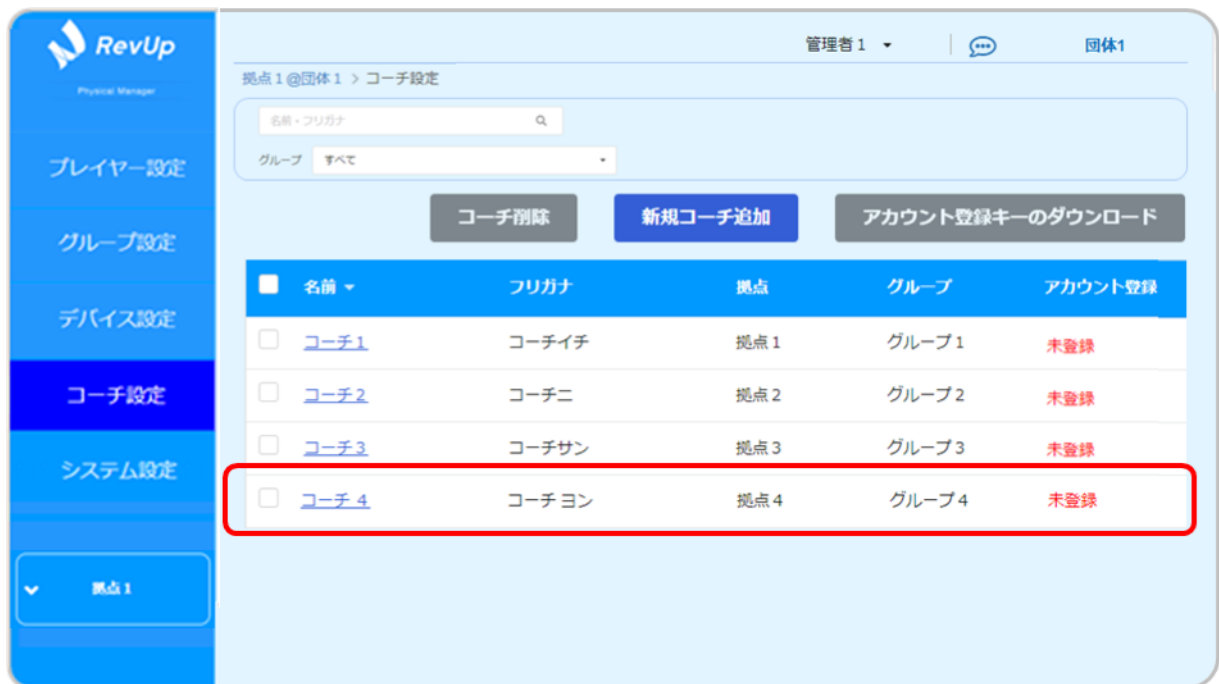 RevUp
Physical Manager
プレイヤー設定
グループ設定
デバイス設定
コーチ設定
システム設定
拠点1
管理者1 団体1
拠点1@団体1 > コーチ設定
名前・フリガナ
グループ すべて
コーチ削除 新規コーチ追加 アカウント登録キーのダウンロード
名前 フリガナ 拠点 グループ アカウント登録
コーチ1 コーチイチ 拠点1 グループ1 未登録
コーチ2 コーチニ 拠点2 グループ2 未登録
コーチ3 コーチサン 拠点3 グループ3 未登録
コーチ 4 コーチヨン 拠点4 グループ4 未登録